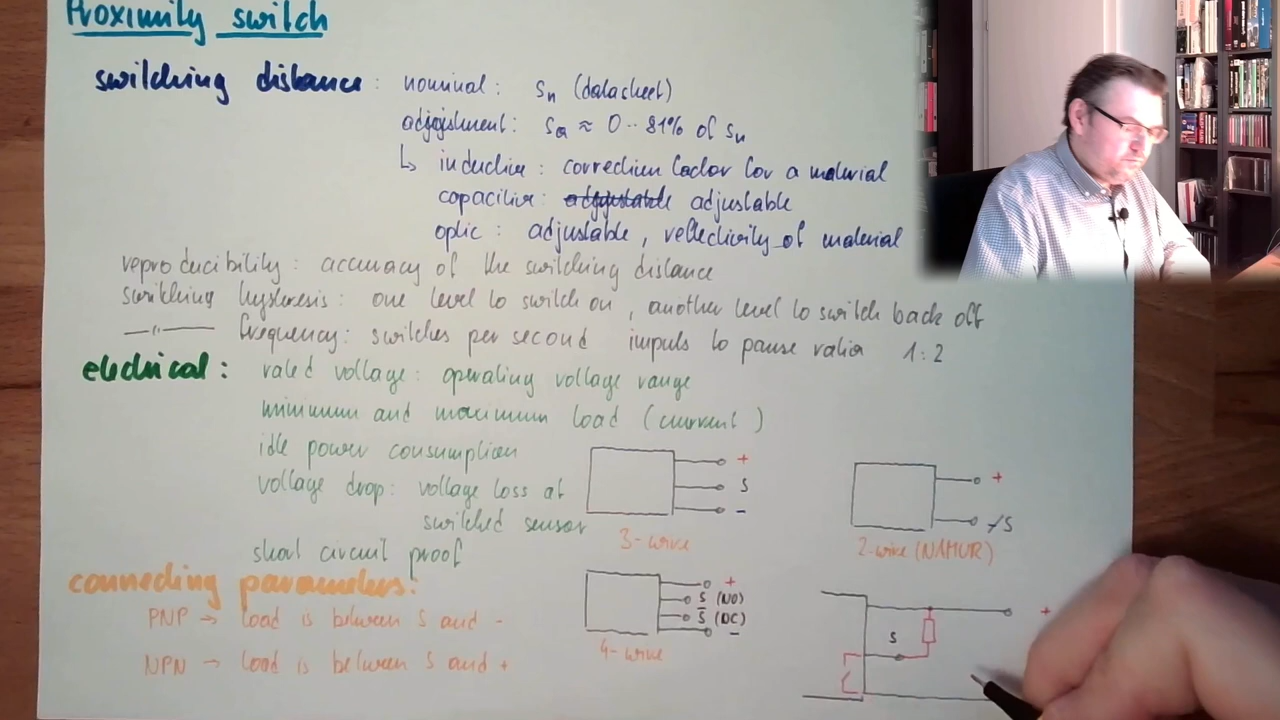 Proximity switch
switching distance: nominal: sn (datasheet)
adjustment: sa ≈ 0..81% of sn
↳ inductive: correction factor for a material
capacitive: adjustable adjustable
optic: adjustable, reflectivity of material
reproducibility: accuracy of the switching distance
switching hysteresis: one level to switch on, another level to switch back off
—"— frequency: switches per second impuls to pause ratio 1:2
electrical: rated voltage: operating voltage range
minimum and maximum load (current)
idle power consumption
voltage drop: voltage loss at
switched sensor
short circuit proof
+
S
-
3-wire
+
-/S
2-wire (NAMUR)
connecting parameters:
PNP → load is between S and -
NPN → load is between S and +
+
S (NO)
S̄ (DC)
-
4-wire
+
S